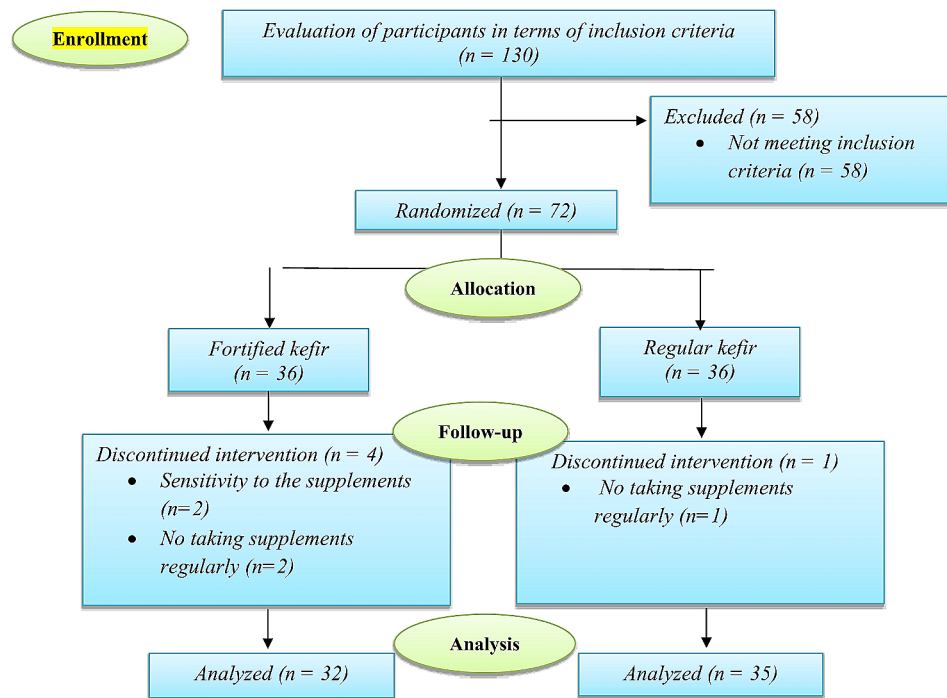 Enrollment
Evaluation of participants in terms of inclusion criteria
(n = 130)
Excluded (n = 58)
• Not meeting inclusion
criteria (n = 58)
Randomized (n = 72)
Allocation
Fortified kefir
(n = 36)
Regular kefir
(n = 36)
Follow-up
Discontinued intervention (n = 4)
• Sensitivity to the supplements
(n=2)
• No taking supplements
regularly (n=2)
Discontinued intervention (n = 1)
• No taking supplements
regularly (n=1)
Analysis
Analyzed (n = 32)
Analyzed (n = 35)